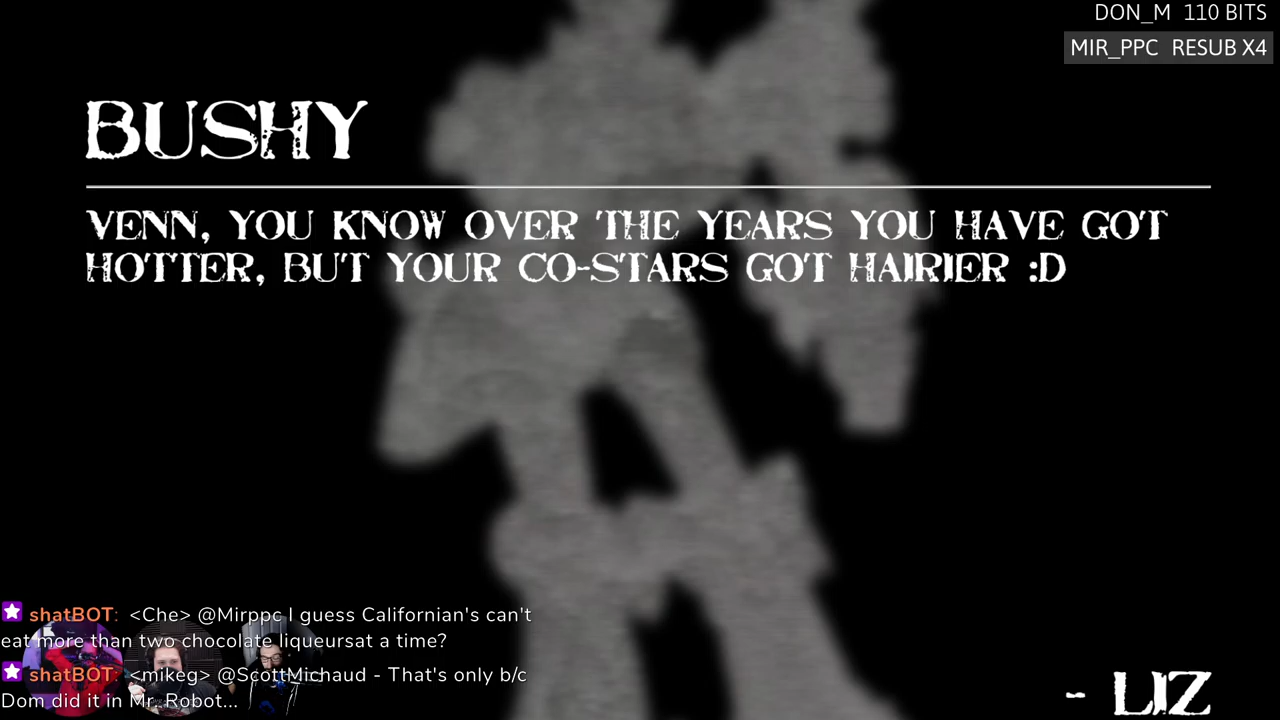 DON_M 110 BITS
MIR_PPC RESUB X4
BUSHY
VENN, YOU KNOW OVER THE YEARS YOU HAVE GOT
HOTTER, BUT YOUR CO-STARS GOT HAIRIER :D
shatBOT: <Che> @Mirppc I guess Californian's can't
eat more than two chocolate liqueursat a time?
shatBOT: <mikeg> @ScottMichaud - That's only b/c
Dom did it in Mr. Robot...
- LIZ